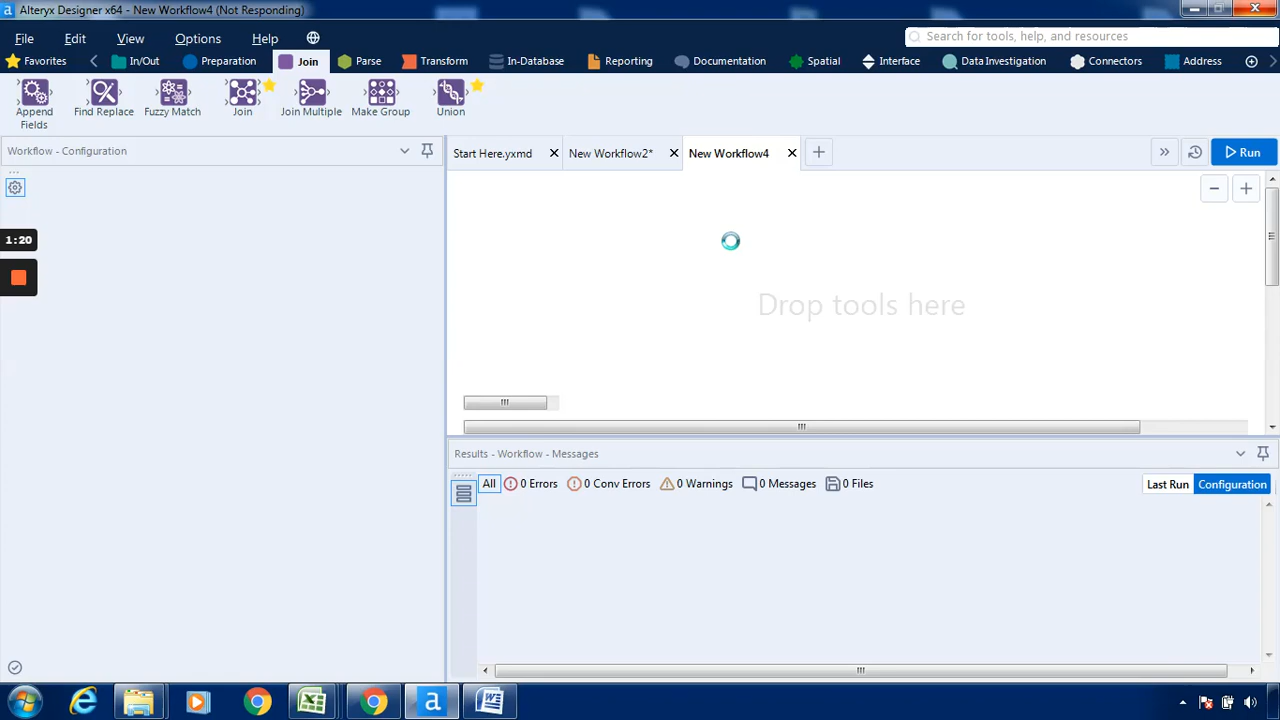 Alteryx Designer x64 - New Workflow4 (Not Responding)
File Edit View Options Help
Search for tools, help, and resources
Favorites In/Out Preparation Join Parse Transform In-Database Reporting Documentation Spatial Interface Data Investigation Connectors Address
Append Fields
Find Replace
Fuzzy Match
Join
Join Multiple
Make Group
Union
Workflow - Configuration
Start Here.yxmd New Workflow2* New Workflow4
Run
1:20
Drop tools here
Results - Workflow - Messages
All 0 Errors 0 Conv Errors 0 Warnings 0 Messages 0 Files
Last Run Configuration